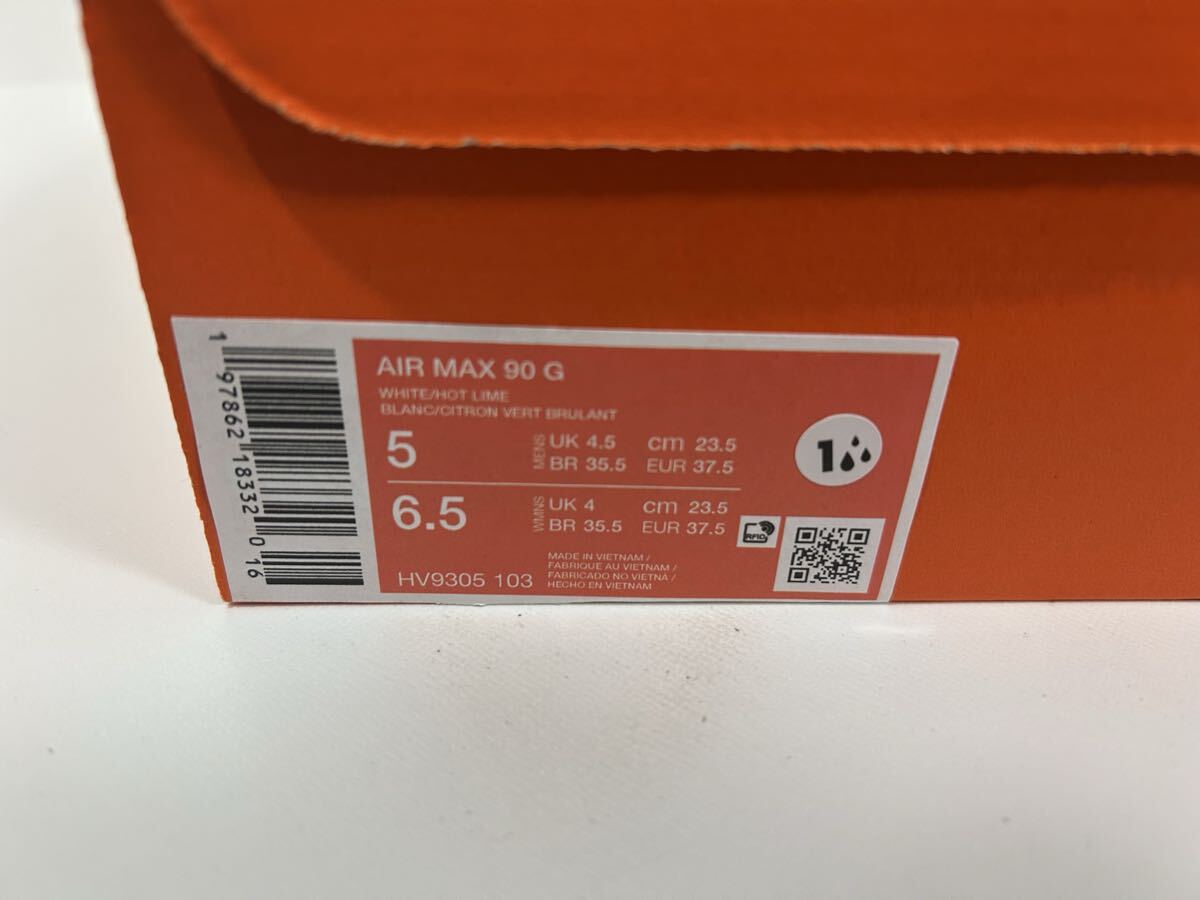 AIR MAX 90 G
WHITE/HOT LIME
BLANC/CITRON VERT BRULANT
5 MENS UK 4.5 cm 23.5
BR 35.5 EUR 37.5
6.5 WMNS UK 4 cm 23.5
BR 35.5 EUR 37.5
HV9305 103
MADE IN VIETNAM /
FABRIQUE AU VIETNAM /
FABRICADO NO VIETNA /
HECHO EN VIETNAM
RFID
1
1 97862 18332 0 16